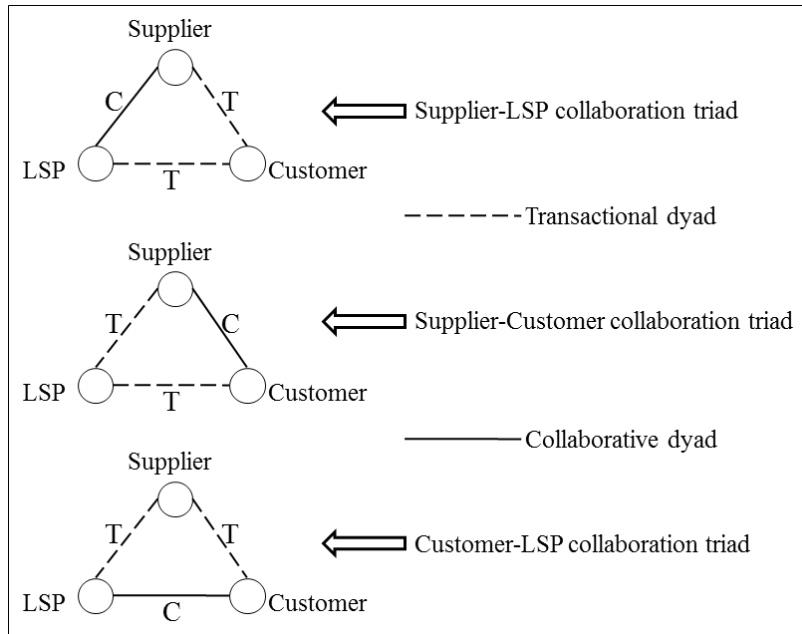 Supplier
C
T
Supplier-LSP collaboration triad
LSP
T
Customer
Transactional dyad
Supplier
T
C
Supplier-Customer collaboration triad
LSP
T
Customer
Collaborative dyad
Supplier
T
T
Customer-LSP collaboration triad
LSP
C
Customer